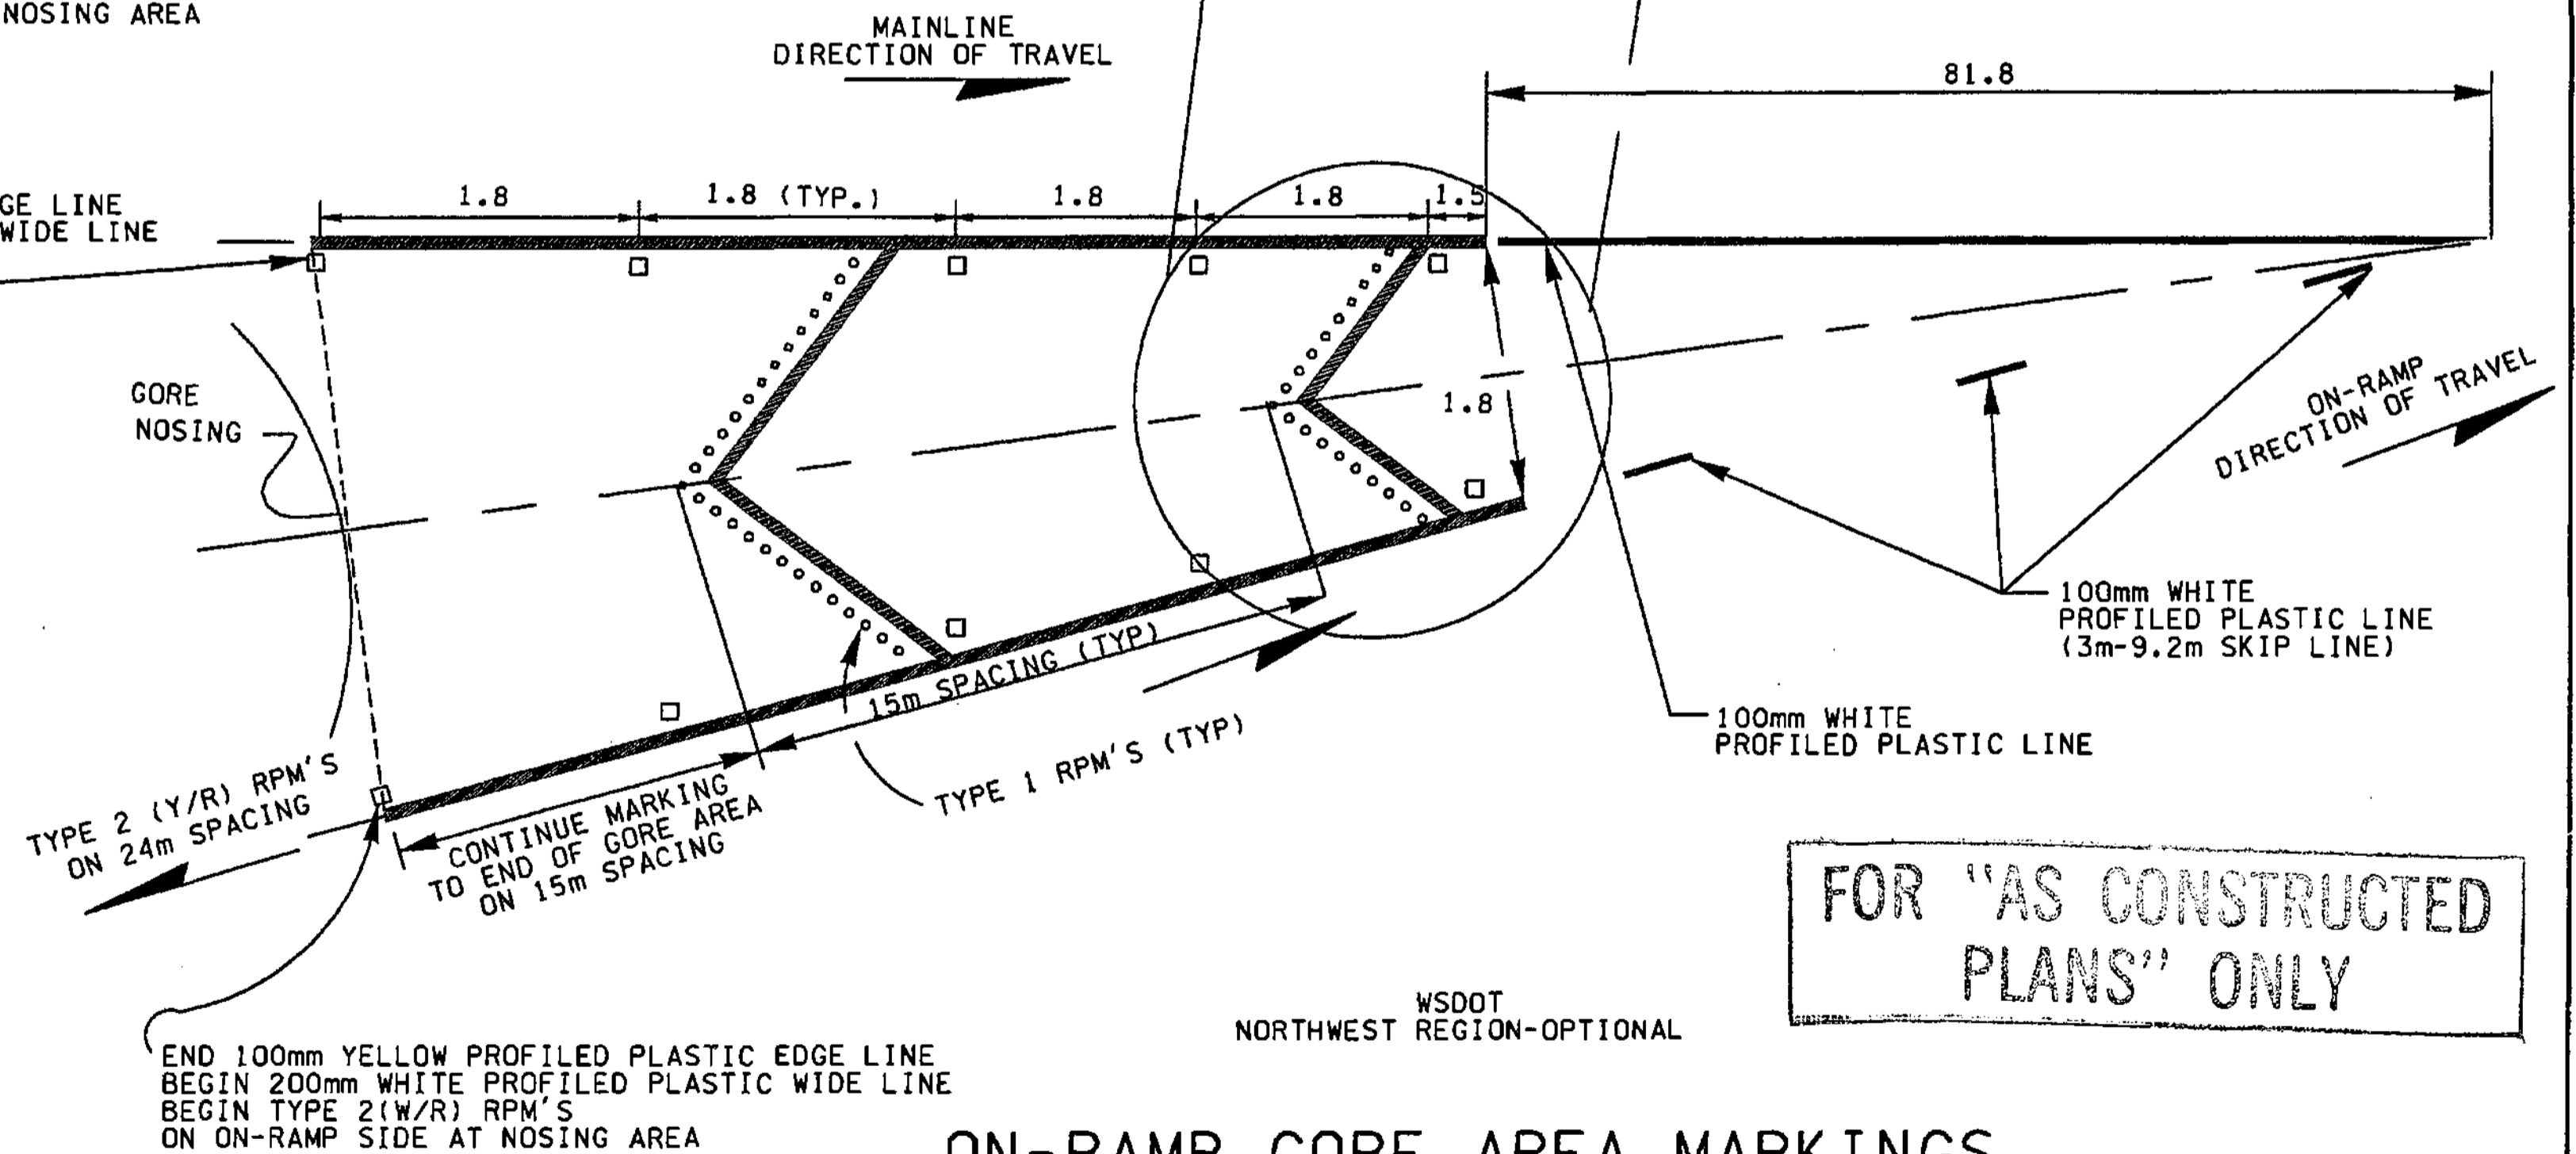 NOSING AREA
MAINLINE
DIRECTION OF TRAVEL
81.8
GE LINE
WIDE LINE
1.8
1.8 (TYP.)
1.8
1.8
1.5
GORE
NOSING
1.8
ON-RAMP
DIRECTION OF TRAVEL
100mm WHITE
PROFILED PLASTIC LINE
(3m-9.2m SKIP LINE)
100mm WHITE
PROFILED PLASTIC LINE
15m SPACING (TYP)
TYPE 1 RPM'S (TYP)
TYPE 2 (Y/R) RPM'S
ON 24m SPACING
CONTINUE MARKING
TO END OF GORE AREA
ON 15m SPACING
FOR "AS CONSTRUCTED
PLANS" ONLY
WSDOT
NORTHWEST REGION-OPTIONAL
END 100mm YELLOW PROFILED PLASTIC EDGE LINE
BEGIN 200mm WHITE PROFILED PLASTIC WIDE LINE
BEGIN TYPE 2(W/R) RPM'S
ON ON-RAMP SIDE AT NOSING AREA
ON-RAMP GORE AREA MARKINGS